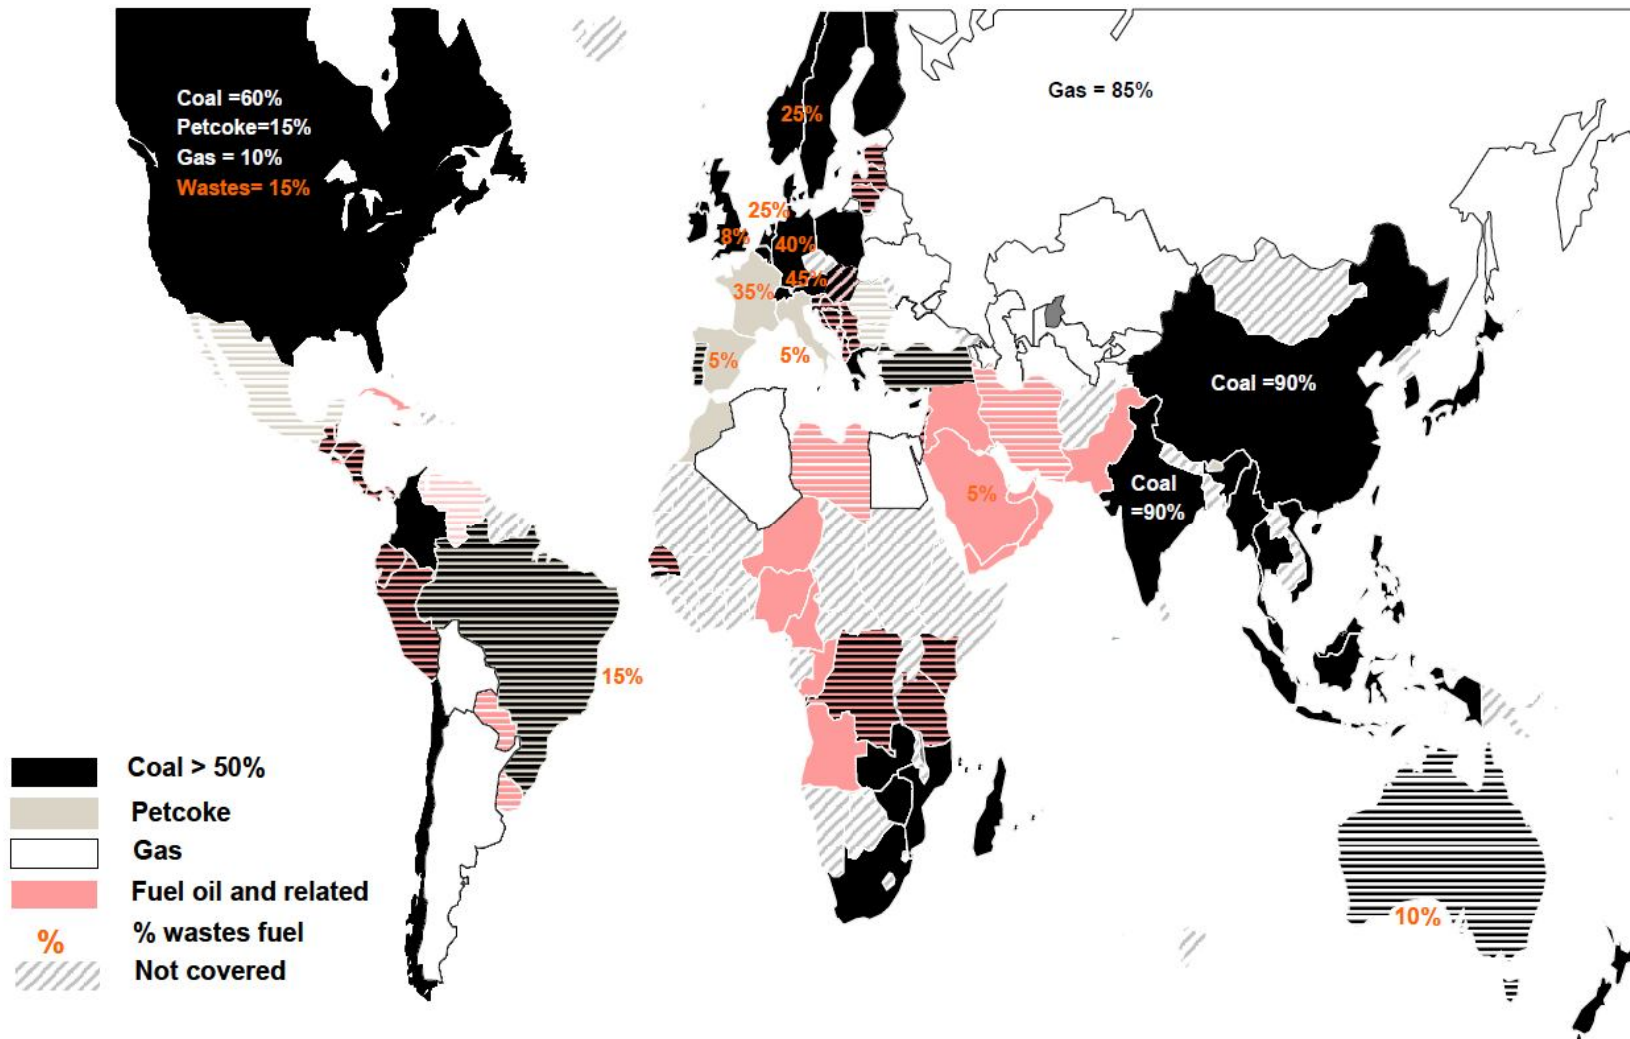 Coal =60%
Petcoke=15%
Gas = 10%
Wastes= 15%
25%
Gas = 85%
25%
8%
40%
45%
35%
5%
5%
Coal =90%
Coal
=90%
5%
15%
10%
Coal > 50%
Petcoke
Gas
Fuel oil and related
% % wastes fuel
Not covered